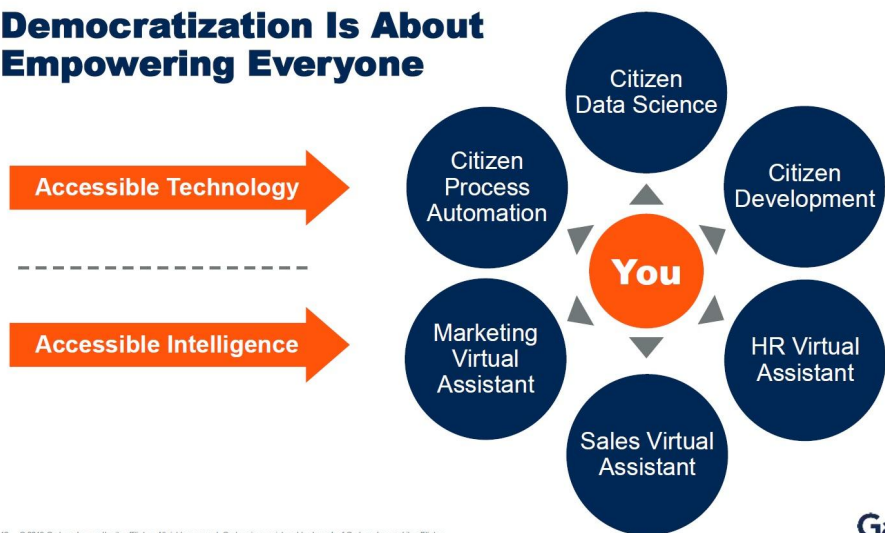 Democratization Is About
Empowering Everyone
Accessible Technology
Accessible Intelligence
Citizen
Data Science
Citizen
Process
Automation
Citizen
Development
You
Marketing
Virtual
Assistant
HR Virtual
Assistant
Sales Virtual
Assistant